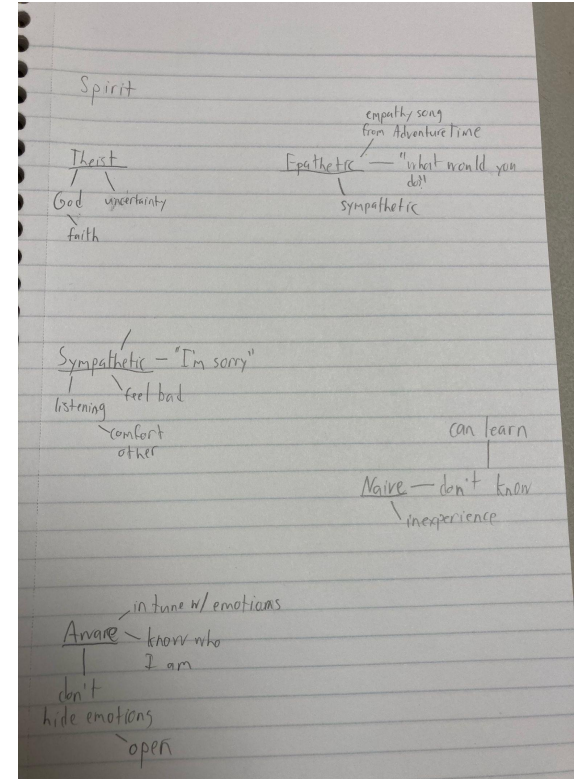 Spirit
empathy song
from Adventure Time
Theist
Epathetic
"what would you
do?"
God
uncertainty
sympathetic
faith
Sympathetic - "I'm sorry"
feel bad
listening
comfort
other
can learn
Naive — don't know
inexperience
in tune w/ emotions
Aware
know who
I am
don't
hide emotions
open